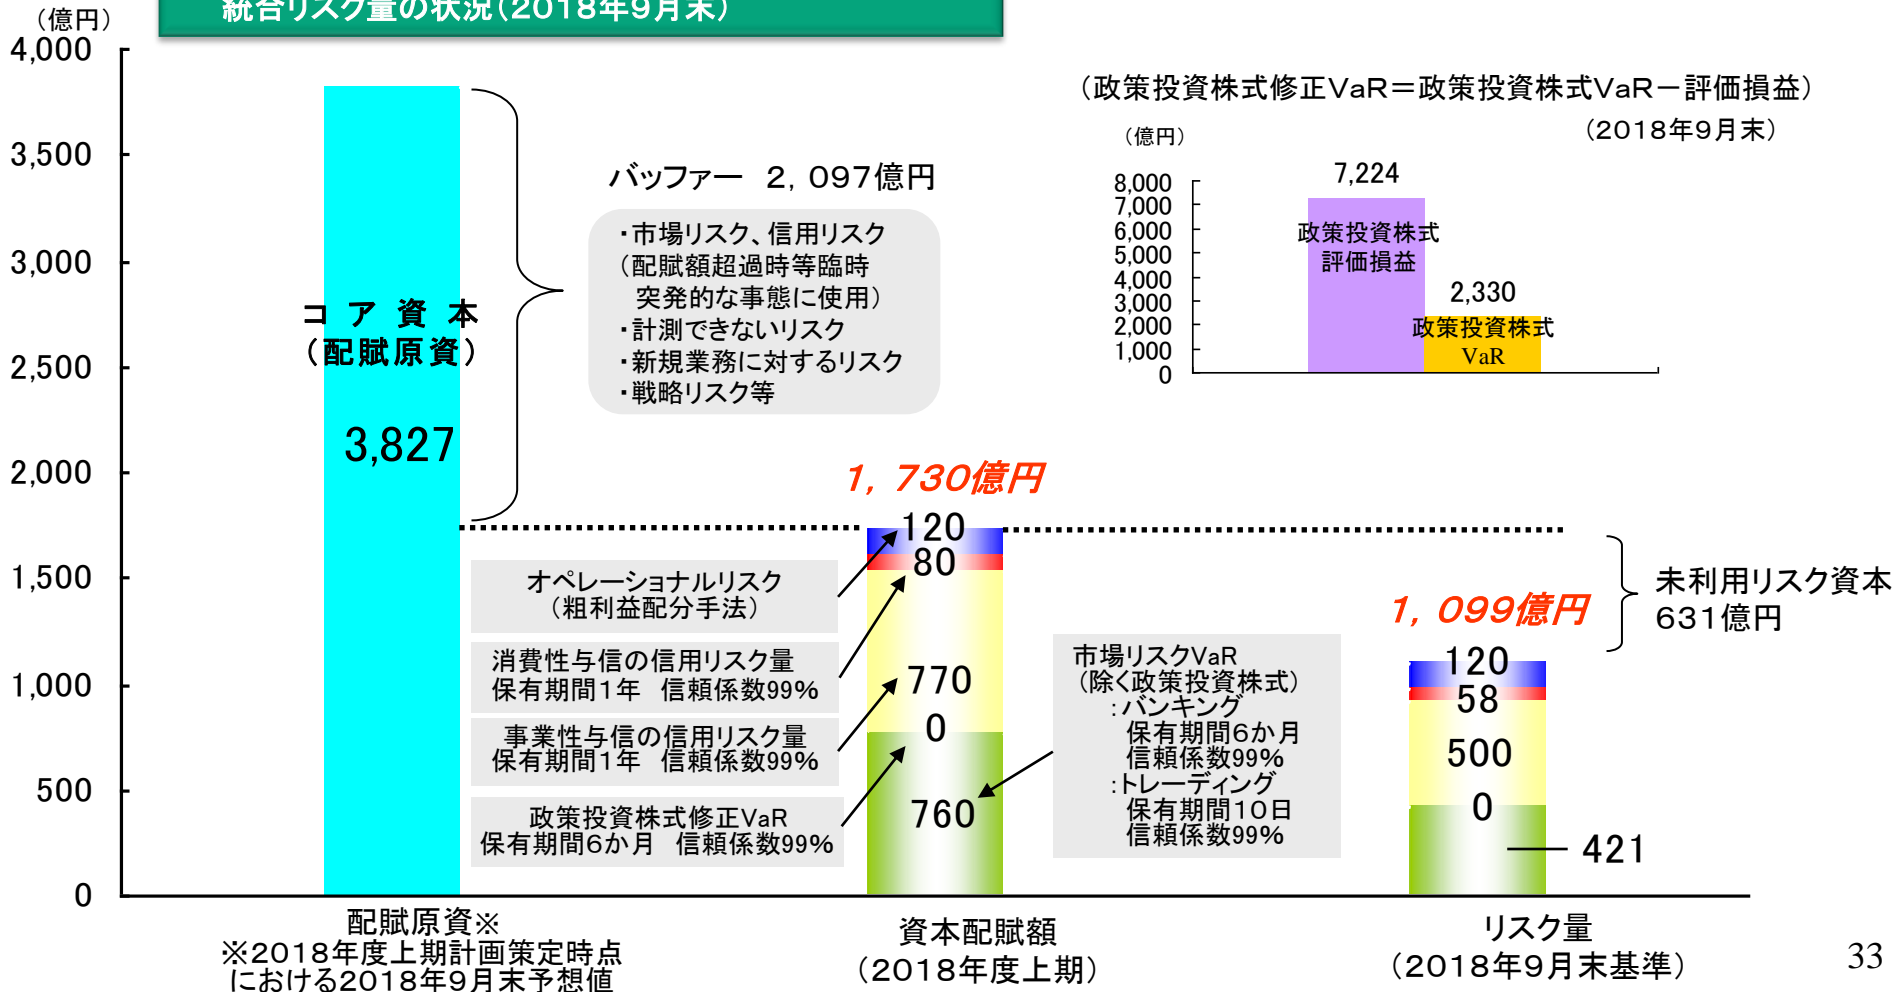 統合リスク量の状況（2018年9月末）
（億円）
4,000
3,500
3,000
2,500
2,000
1,500
1,000
500
0
コア資本
（配賦原資）
3,827
バッファー　2，097億円
・市場リスク、信用リスク
（配賦額超過時等臨時
突発的な事態に使用）
・計測できないリスク
・新規業務に対するリスク
・戦略リスク等
（政策投資株式修正VaR＝政策投資株式VaR－評価損益）
（2018年9月末）
（億円）
8,000
7,000
6,000
5,000
4,000
3,000
2,000
1,000
0
7,224
政策投資株式
評価損益
2,330
政策投資株式
VaR
1，730億円
120
80
770
0
760
オペレーショナルリスク
（粗利益配分手法）
消費性与信の信用リスク量
保有期間1年　信頼係数99%
事業性与信の信用リスク量
保有期間1年　信頼係数99%
政策投資株式修正VaR
保有期間6か月　信頼係数99%
市場リスクVaR
（除く政策投資株式）
：バンキング
保有期間6か月
信頼係数99%
：トレーディング
保有期間10日
信頼係数99%
1，099億円
120
58
500
0
421
未利用リスク資本
631億円
配賦原資※
※2018年度上期計画策定時点
における2018年9月末予想値
資本配賦額
（2018年度上期）
リスク量
（2018年9月末基準）
33